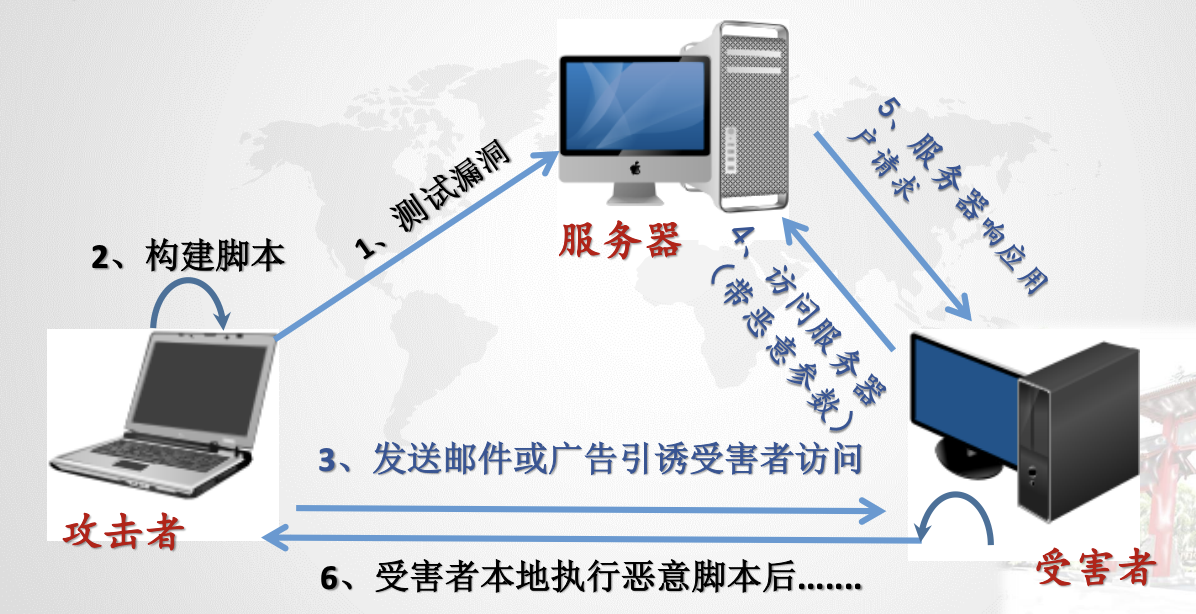 1、测试漏洞
服务器
2、构建脚本
5、服务器响应用
户请求
4、访问服务器
（带恶意参数）
3、发送邮件或广告引诱受害者访问
攻击者
6、受害者本地执行恶意脚本后.......
受害者